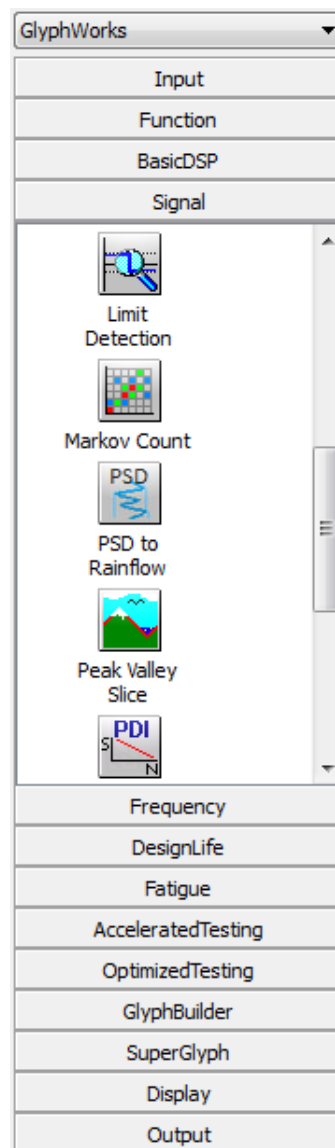 GlyphWorks
Input
Function
BasicDSP
Signal
Limit
Detection
Markov Count
PSD
PSD to
Rainflow
Peak Valley
Slice
PDI
S
N
Frequency
DesignLife
Fatigue
AcceleratedTesting
OptimizedTesting
GlyphBuilder
SuperGlyph
Display
Output